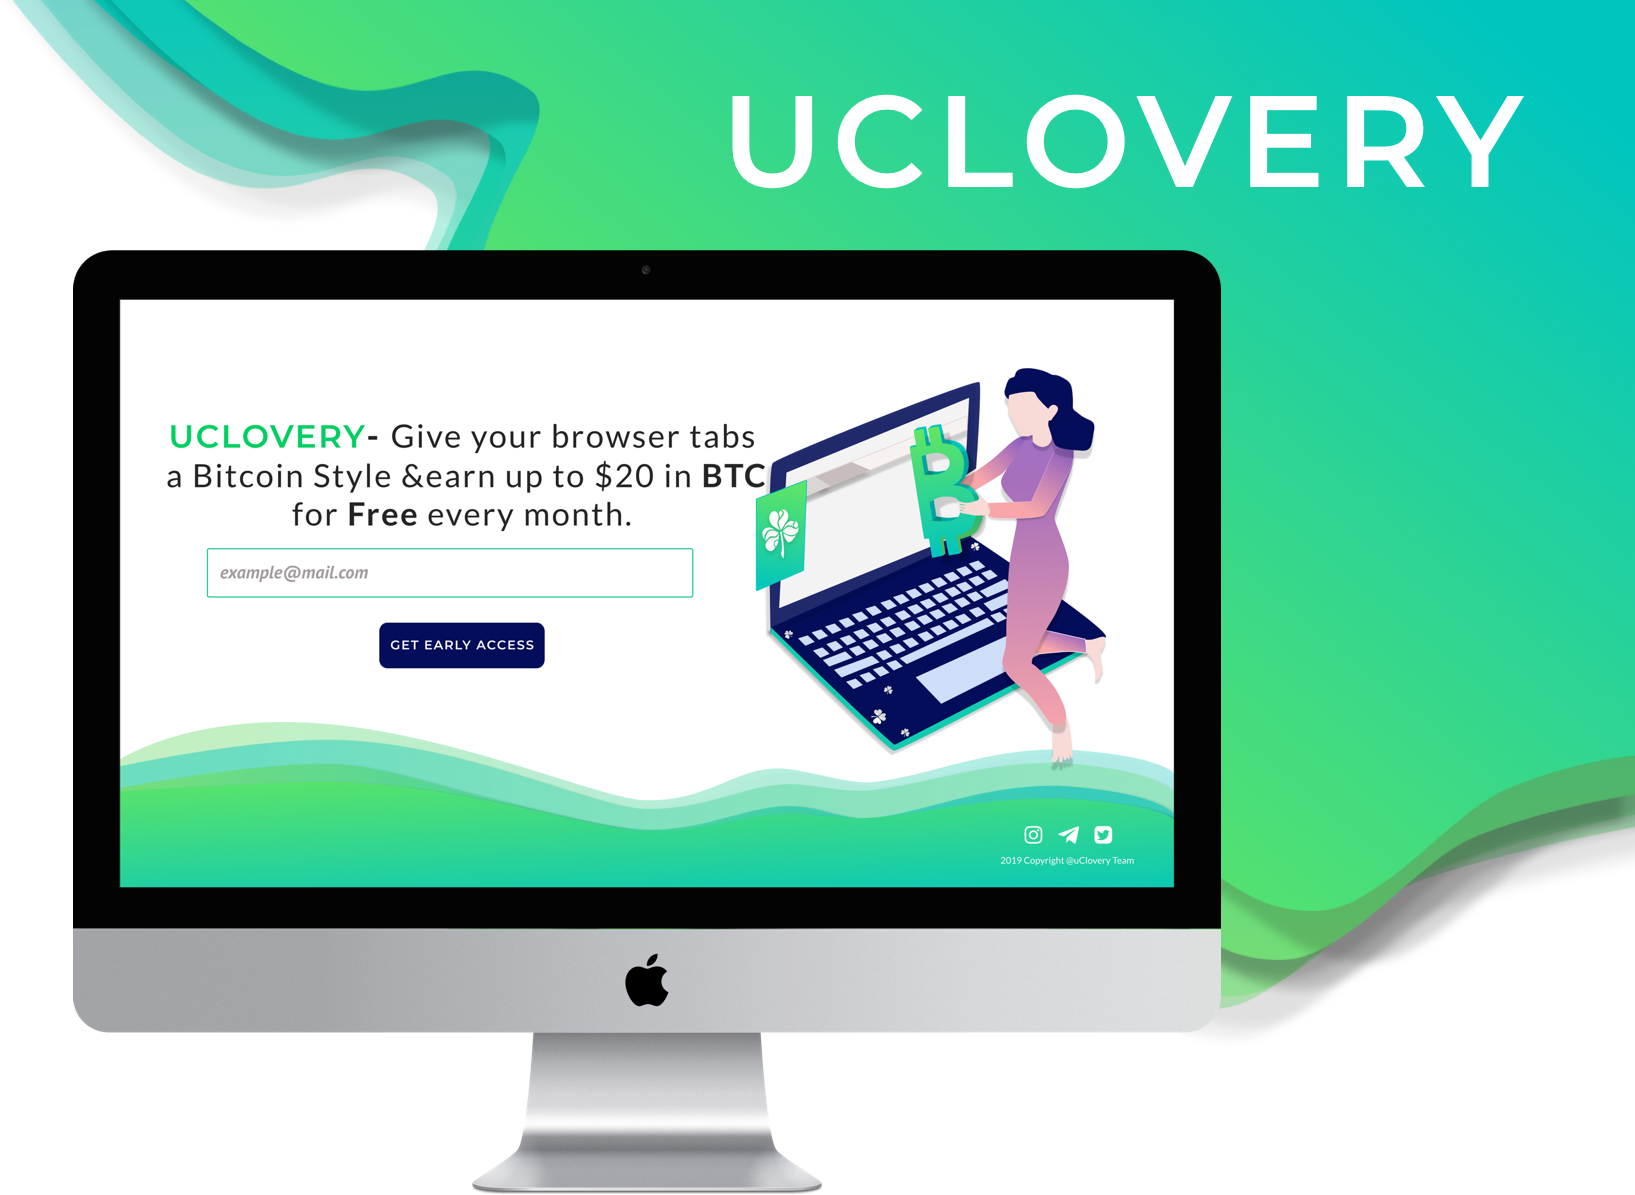 UCLOVERY
UCLOVERY- Give your browser tabs
a Bitcoin Style &earn up to $20 in BTC
for Free every month.
example@mail.com
GET EARLY ACCESS
2019 Copyright @uClovery Team